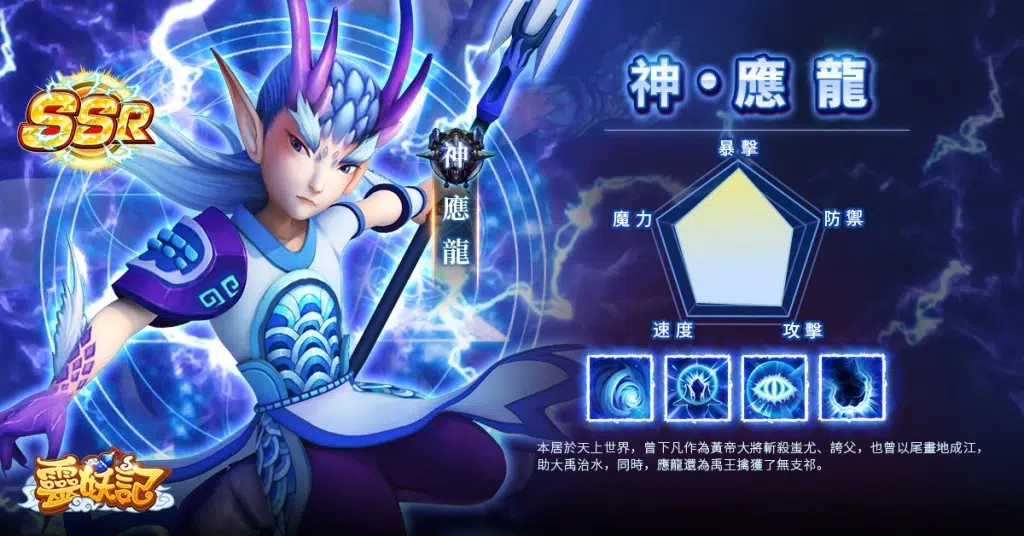 SSR
神
應
龍
靈妖記
神・應龍
暴擊
魔力
防禦
速度
攻擊
本居於天上世界，曾下凡作為黃帝大將斬殺蚩尤、誇父，也曾以尾畫地成江，
助大禹治水，同時，應龍還為禹王擒獲了無支祁。